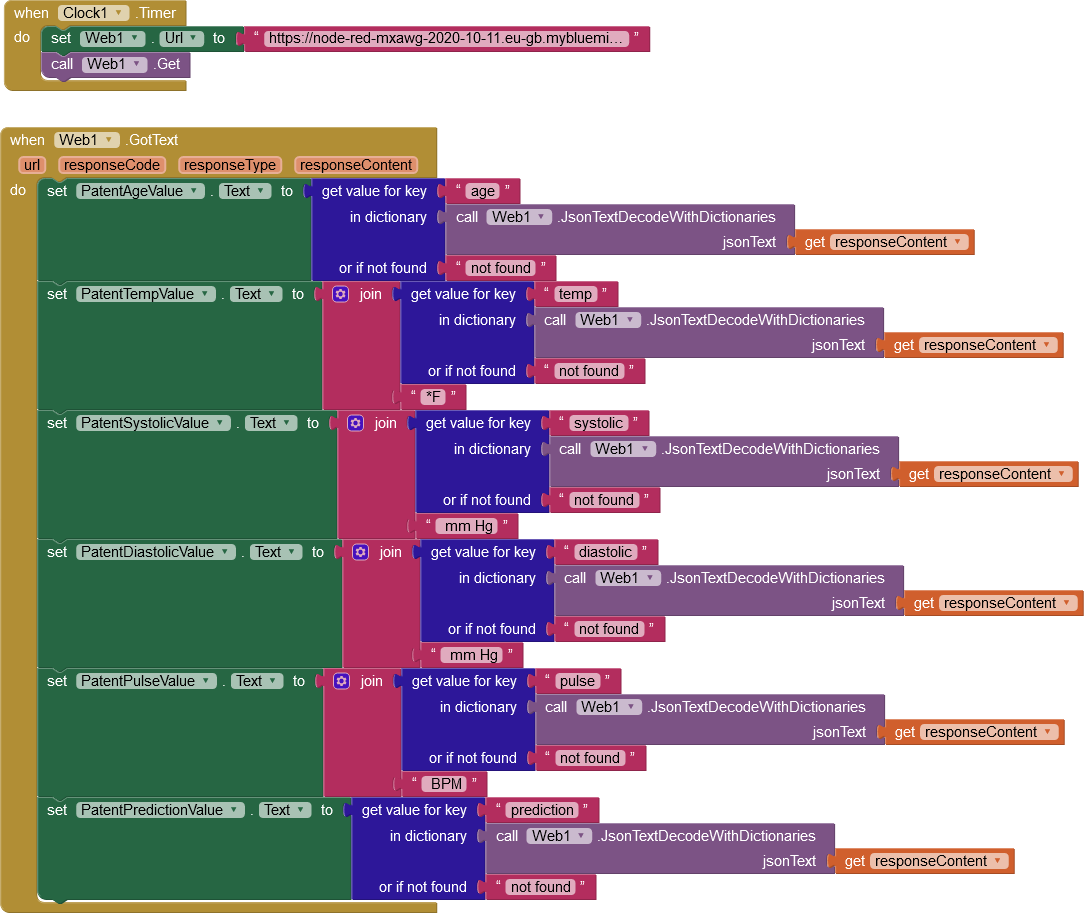 when Clock1 .Timer
do set Web1 . Url to “ https://node-red-mxawg-2020-10-11.eu-gb.mybluemi... ”
call Web1 .Get
when Web1 .GotText
url responseCode responseType responseContent
do set PatentAgeValue . Text to get value for key “ age ”
in dictionary call Web1 .JsonTextDecodeWithDictionaries
jsonText get responseContent
or if not found “ not found ”
set PatentTempValue . Text to join get value for key “ temp ”
in dictionary call Web1 .JsonTextDecodeWithDictionaries
jsonText get responseContent
or if not found “ not found ”
“ *F ”
set PatentSystolicValue . Text to join get value for key “ systolic ”
in dictionary call Web1 .JsonTextDecodeWithDictionaries
jsonText get responseContent
or if not found “ not found ”
“ mm Hg ”
set PatentDiastolicValue . Text to join get value for key “ diastolic ”
in dictionary call Web1 .JsonTextDecodeWithDictionaries
jsonText get responseContent
or if not found “ not found ”
“ mm Hg ”
set PatentPulseValue . Text to join get value for key “ pulse ”
in dictionary call Web1 .JsonTextDecodeWithDictionaries
jsonText get responseContent
or if not found “ not found ”
“ BPM ”
set PatentPredictionValue . Text to get value for key “ prediction ”
in dictionary call Web1 .JsonTextDecodeWithDictionaries
jsonText get responseContent
or if not found “ not found ”